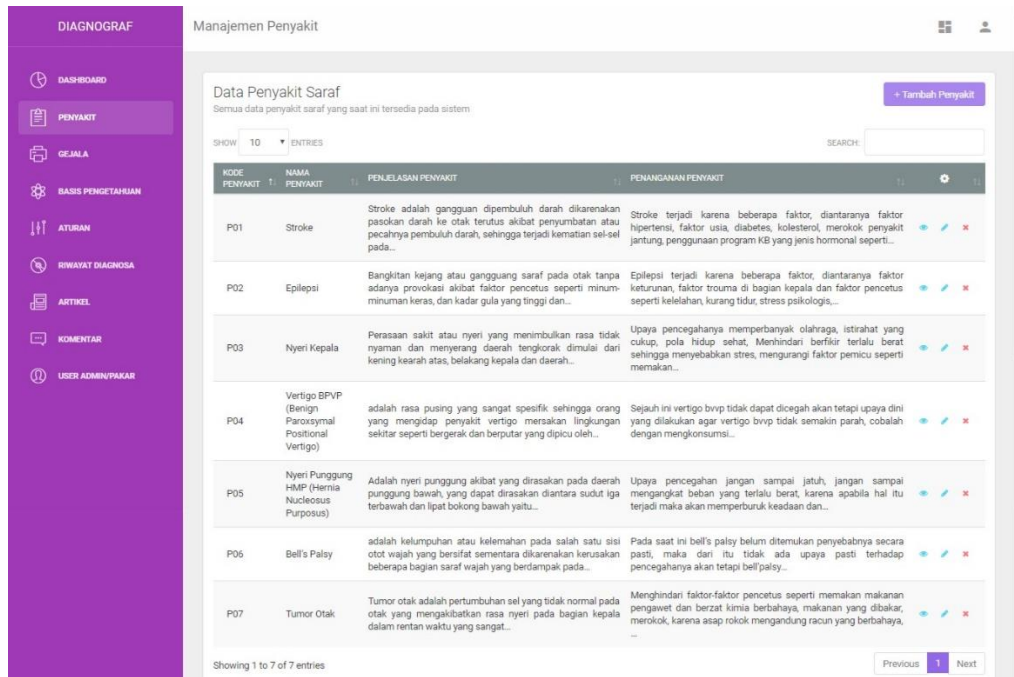 DIAGNOGRAF
Manajemen Penyakit
DASHBOARD
PENYAKIT
GEJALA
BASIS PENGETAHUAN
ATURAN
RIWAYAT DIAGNOSA
ARTIKEL
KOMENTAR
USER ADMIN/PAKAR
Data Penyakit Saraf
Semua data penyakit saraf yang saat ini tersedia pada sistem
+ Tambah Penyakit
SHOW 10 ENTRIES
SEARCH:
KODE PENYAKIT NAMA PENYAKIT PENJELASAN PENYAKIT PENANGANAN PENYAKIT
P01
Stroke
Stroke adalah gangguan dipembuluh darah dikarenakan
pasokan darah ke otak terutus akibat penyumbatan atau
pecahnya pembuluh darah, sehingga terjadi kematian sel-sel
pada...
Stroke terjadi karena beberapa faktor, diantaranya faktor
hipertensi, faktor usia, diabetes, kolesterol, merokok penyakit
jantung, penggunaan program KB yang jenis hormonal seperti...
P02
Epilepsi
Bangkitan kejang atau gangguang saraf pada otak tanpa
adanya provokasi akibat faktor pencetus seperti minum-
minuman keras, dan kadar gula yang tinggi dan...
Epilepsi terjadi karena beberapa faktor, diantaranya faktor
keturunan, faktor trouma di bagian kepala dan faktor pencetus
seperti kelelahan, kurang tidur, stress psikologis,...
P03
Nyeri Kepala
Perasaan sakit atau nyeri yang menimbulkan rasa tidak
nyaman dan menyerang daerah tengkorak dimulai dari
kening kearah atas, belakang kepala dan daerah...
Upaya pencegahanya memperbanyak olahraga, istirahat yang
cukup, pola hidup sehat, Menhindari berfikir terlalu berat
sehingga menyebabkan stres, mengurangi faktor pemicu seperti
memakan...
P04
Vertigo BPVP
(Benign
Paroxsymal
Positional
Vertigo)
adalah rasa pusing yang sangat spesifik sehingga orang
yang mengidap penyakit vertigo mersakan lingkungan
sekitar seperti bergerak dan berputar yang dipicu oleh...
Sejauh ini vertigo bvvp tidak dapat dicegah akan tetapi upaya dini
yang dilakukan agar vertigo bvvp tidak semakin parah, cobalah
dengan mengkonsumsi...
P05
Nyeri Punggung
HMP (Hernia
Nucleosus
Purposus)
Adalah nyeri punggung akibat yang dirasakan pada daerah
punggung bawah, yang dapat dirasakan diantara sudut iga
terbawah dan lipat bokong bawah yaitu...
Upaya pencegahan jangan sampai jatuh, jangan sampai
mengangkat beban yang terlalu berat, karena apabila hal itu
terjadi maka akan memperburuk keadaan dan...
P06
Bell's Palsy
adalah kelumpuhan atau kelemahan pada salah satu sisi
otot wajah yang bersifat sementara dikarenakan kerusakan
beberapa bagian saraf wajah yang berdampak pada...
Pada saat ini bell's palsy belum ditemukan penyebabnya secara
pasti, maka dari itu tidak ada upaya pasti terhadap
pencegahanya akan tetapi bell'palsy...
P07
Tumor Otak
Tumor otak adalah pertumbuhan sel yang tidak normal pada
otak yang mengakibatkan rasa nyeri pada bagian kepala
dalam rentan waktu yang sangat...
Menghindari faktor-faktor pencetus seperti memakan makanan
pengawet dan berzat kimia berbahaya, makanan yang dibakar,
merokok, karena asap rokok mengandung racun yang berbahaya,
...
Showing 1 to 7 of 7 entries
Previous 1 Next